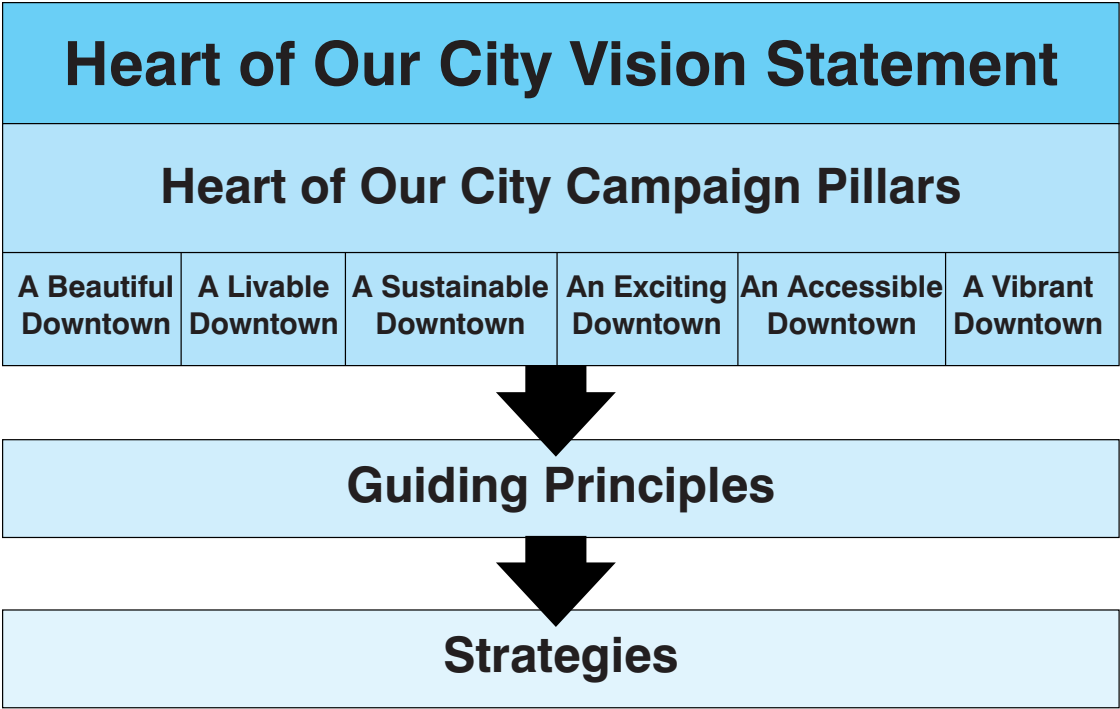 Heart of Our City Vision Statement
Heart of Our City Campaign Pillars
A Beautiful
Downtown
A Livable
Downtown
A Sustainable
Downtown
An Exciting
Downtown
An Accessible
Downtown
A Vibrant
Downtown
Guiding Principles
Strategies